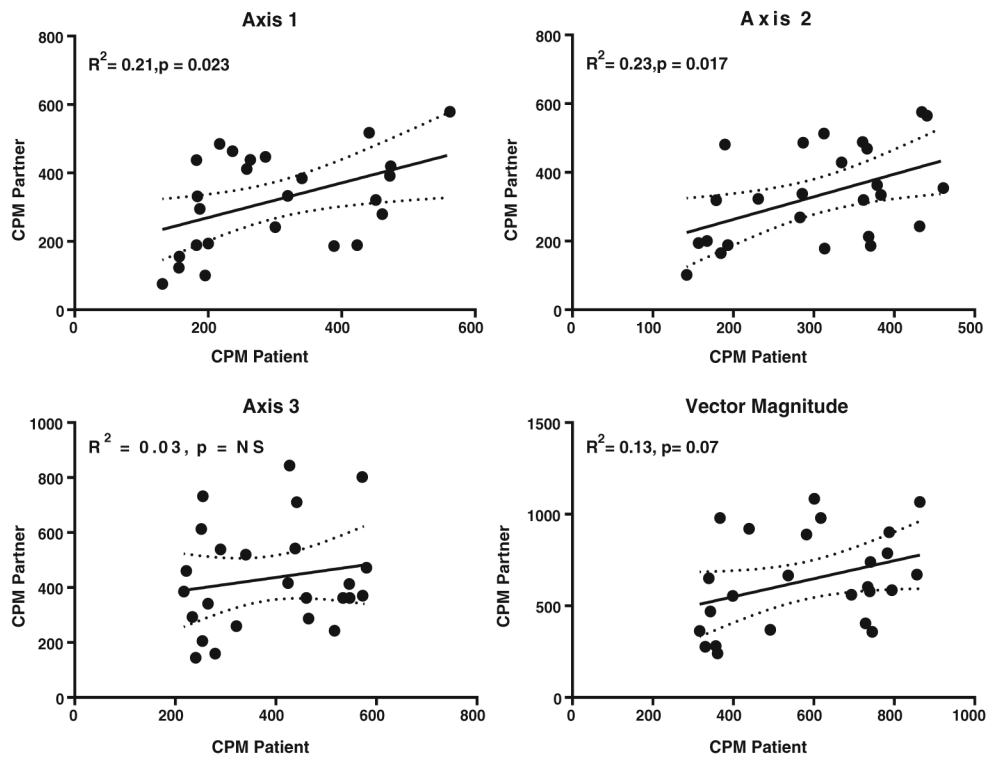 Axis 1
R2= 0.21,p = 0.023
CPM Partner
800
600
400
200
0
0
200
400
600
CPM Patient
Axis 2
R2= 0.23,p = 0.017
CPM Partner
800
600
400
200
0
0
100
200
300
400
500
CPM Patient
Axis 3
R2 = 0.03, p = NS
CPM Partner
1000
800
600
400
200
0
0
200
400
600
800
CPM Patient
Vector Magnitude
R2= 0.13, p= 0.07
CPM Partner
1500
1000
500
0
0
200
400
600
800
1000
CPM Patient